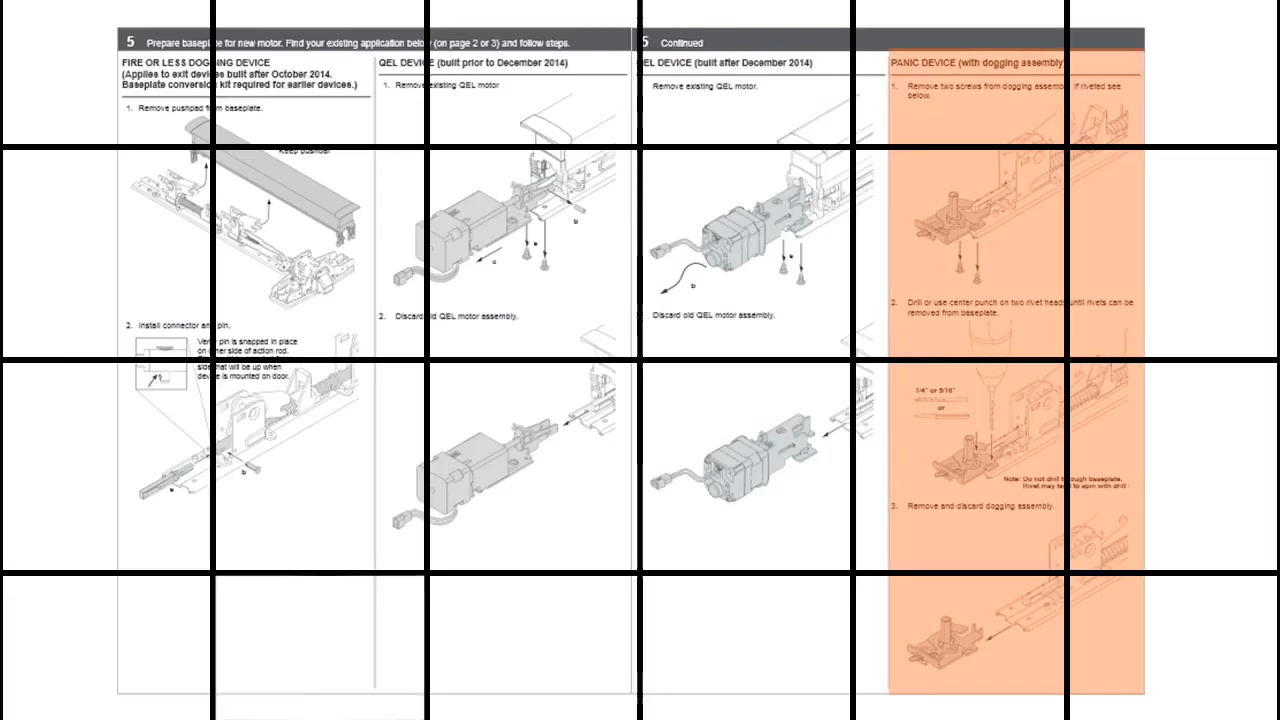 5 Prepare baseplate for new motor. Find your existing application below (on page 2 or 3) and follow steps.
FIRE OR LESS DOGGING DEVICE
(Applies to exit devices built after October 2014.
Baseplate conversion kit required for earlier devices.)
1. Remove pushpad from baseplate.
Keep pushbar.
2. Install connector and pin.
Verify pin is snapped in place
on other side of action rod.
side that will be up when
device is mounted on door.
a
b
QEL DEVICE (built prior to December 2014)
1. Remove existing QEL motor
b
a
c
2. Discard old QEL motor assembly.
5 Continued
QEL DEVICE (built after December 2014)
Remove existing QEL motor.
a
b
Discard old QEL motor assembly.
PANIC DEVICE (with dogging assembly)
1. Remove two screws from dogging assembly. If riveted see
below.
2. Drill or use center punch on two rivet heads until rivets can be
removed from baseplate.
1/4" or 5/16"
or
Note: Do not drill through baseplate.
Rivet may tend to spin with drill
3. Remove and discard dogging assembly.